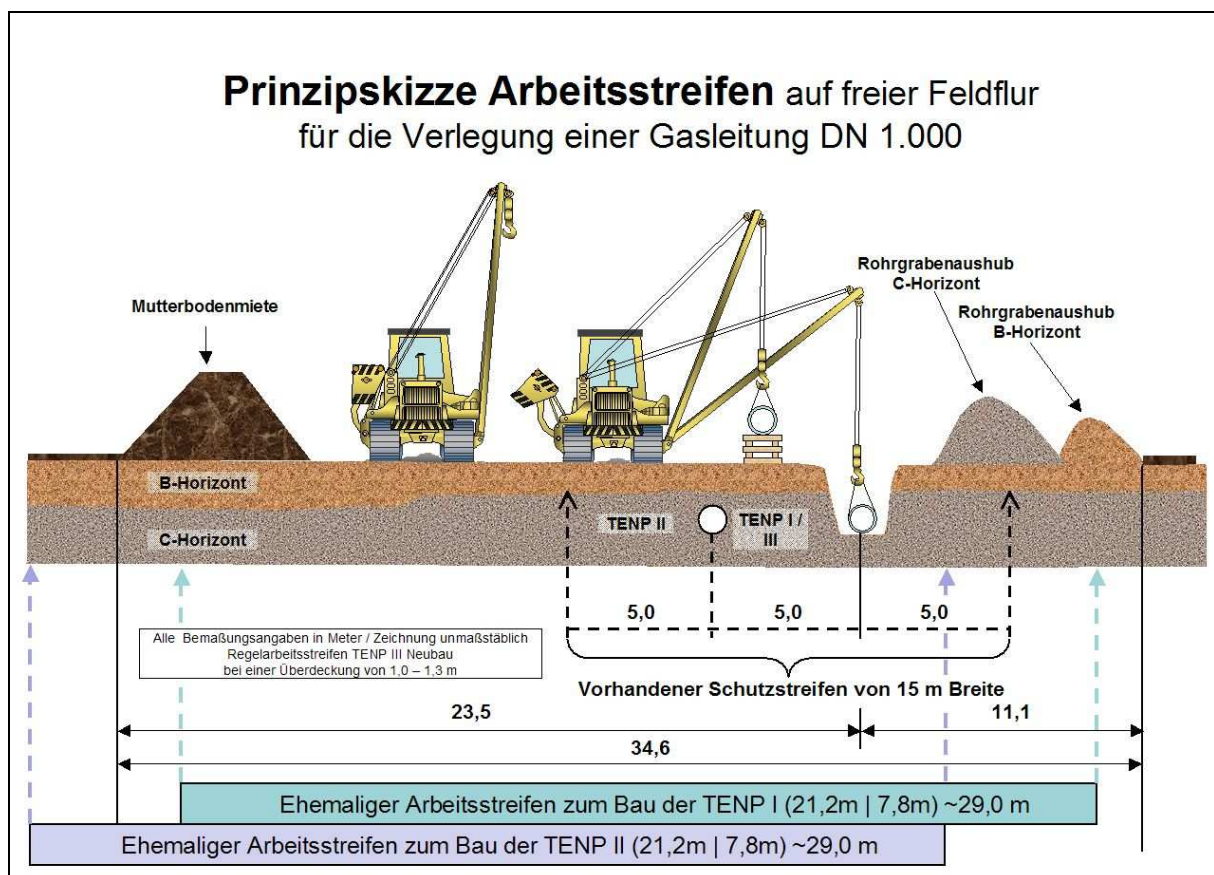 Prinzipskizze Arbeitsstreifen auf freier Feldflur
für die Verlegung einer Gasleitung DN 1.000
Mutterbodenmiete
Rohrgrabenaushub
C-Horizont
Rohrgrabenaushub
B-Horizont
B-Horizont
C-Horizont
TENP II
TENP I /
III
5,0
5,0
5,0
Alle Bemaßungsangaben in Meter / Zeichnung unmaßstäblich
Regelarbeitsstreifen TENP III Neubau
bei einer Überdeckung von 1,0 – 1,3 m
Vorhandener Schutzstreifen von 15 m Breite
23,5
11,1
34,6
Ehemaliger Arbeitsstreifen zum Bau der TENP I (21,2m | 7,8m) ~29,0 m
Ehemaliger Arbeitsstreifen zum Bau der TENP II (21,2m | 7,8m) ~29,0 m